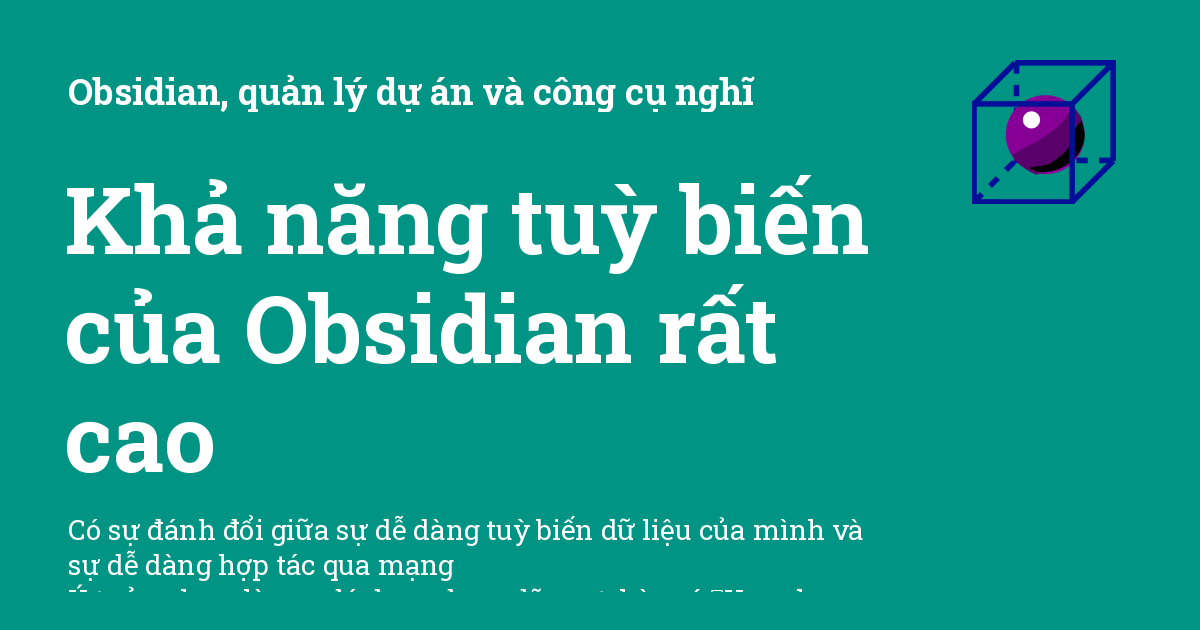 Obsidian, quản lý dự án và công cụ nghĩ
Khả năng tuỳ biến
của Obsidian rất
cao
Có sự đánh đổi giữa sự dễ dàng tuỳ biến dữ liệu của mình và
sự dễ dàng hợp tác qua mạng